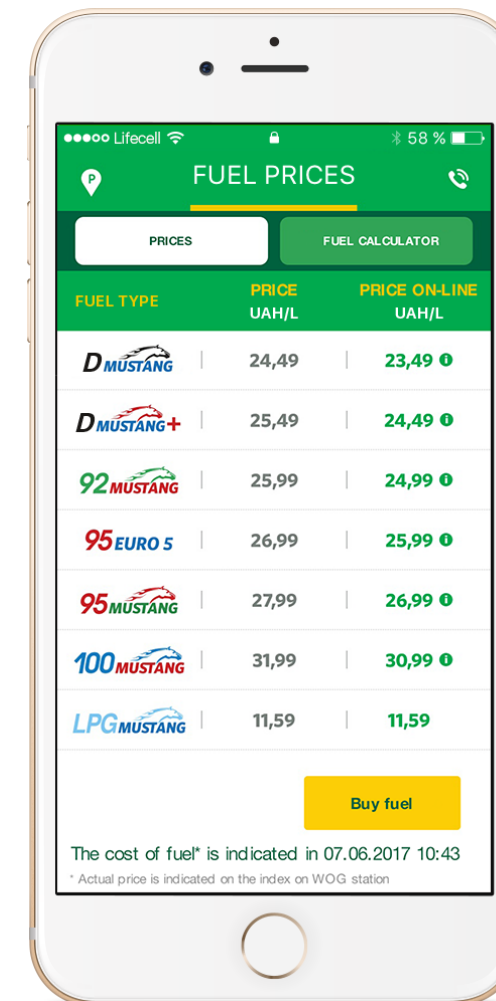 Lifecell 58 %
P FUEL PRICES
PRICES FUEL CALCULATOR
FUEL TYPE PRICE UAH/L PRICE ON-LINE UAH/L
D MUSTANG 24,49 23,49 i
D MUSTANG+ 25,49 24,49 i
92 MUSTANG 25,99 24,99 i
95 EURO 5 26,99 25,99 i
95 MUSTANG 27,99 26,99 i
100 MUSTANG 31,99 30,99 i
LPG MUSTANG 11,59 11,59
Buy fuel
The cost of fuel* is indicated in 07.06.2017 10:43
* Actual price is indicated on the index on WOG station